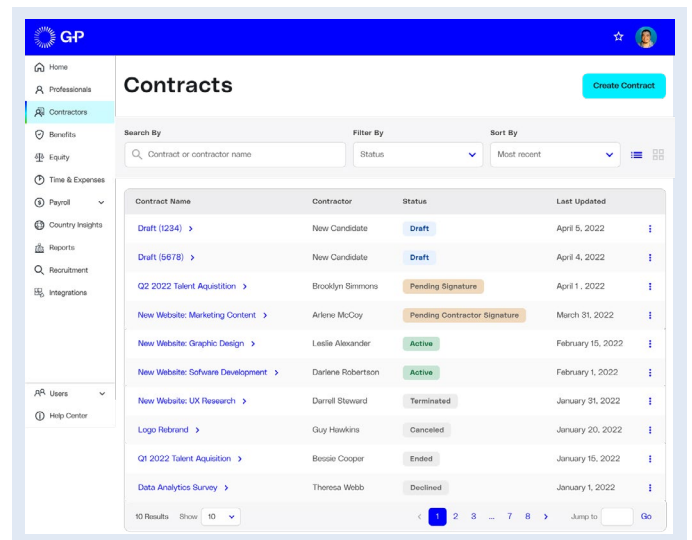 G-P
Home
Professionals
Contractors
Benefits
Equity
Time & Expenses
Payroll
Country Insights
Reports
Recruitment
Integrations
Users
Help Center
Contracts
Create Contract
Search By Filter By Sort By
Contract or contractor name Status Most recent
Contract Name Contractor Status Last Updated
Draft (1234) New Candidate Draft April 5, 2022
Draft (5678) New Candidate Draft April 4, 2022
Q2 2022 Talent Aquistition Brooklyn Simmons Pending Signature April 1 , 2022
New Website: Marketing Content Arlene McCoy Pending Contractor Signature March 31, 2022
New Website: Graphic Design Leslie Alexander Active February 15, 2022
New Website: Sofware Development Darlene Robertson Active February 1, 2022
New Website: UX Research Darrell Steward Terminated January 31, 2022
Logo Rebrand Guy Hawkins Canceled January 20, 2022
Q1 2022 Talent Aquisition Bessie Cooper Ended January 15, 2022
Data Analytics Survey Theresa Webb Declined January 1, 2022
10 Results Show 10 < 1 2 3 ... 7 8 > Jump to Go